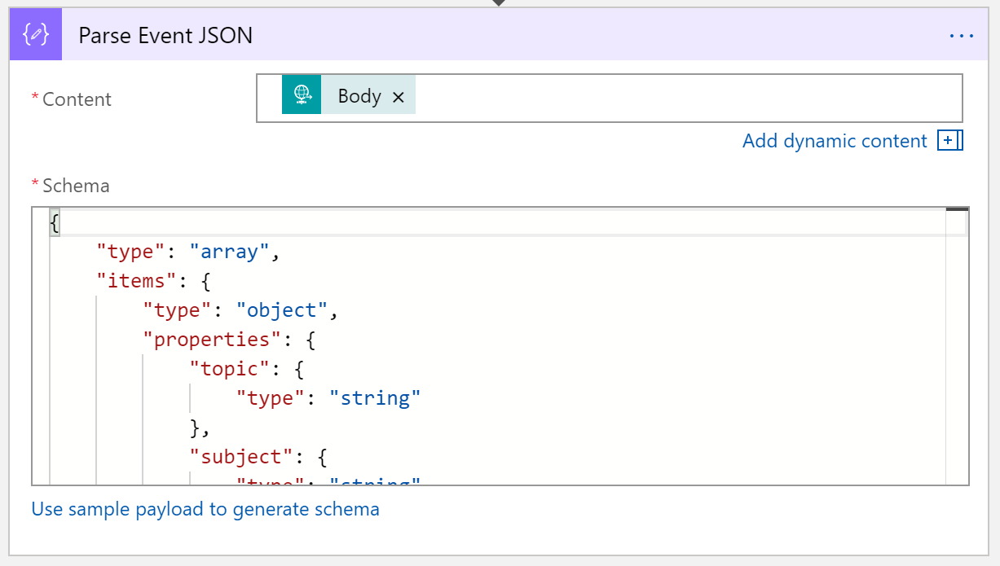 Parse Event JSON
* Content
Body ×
Add dynamic content
* Schema
{
    "type": "array",
    "items": {
        "type": "object",
        "properties": {
            "topic": {
                "type": "string"
            },
            "subject": {
                "type": "string"
Use sample payload to generate schema